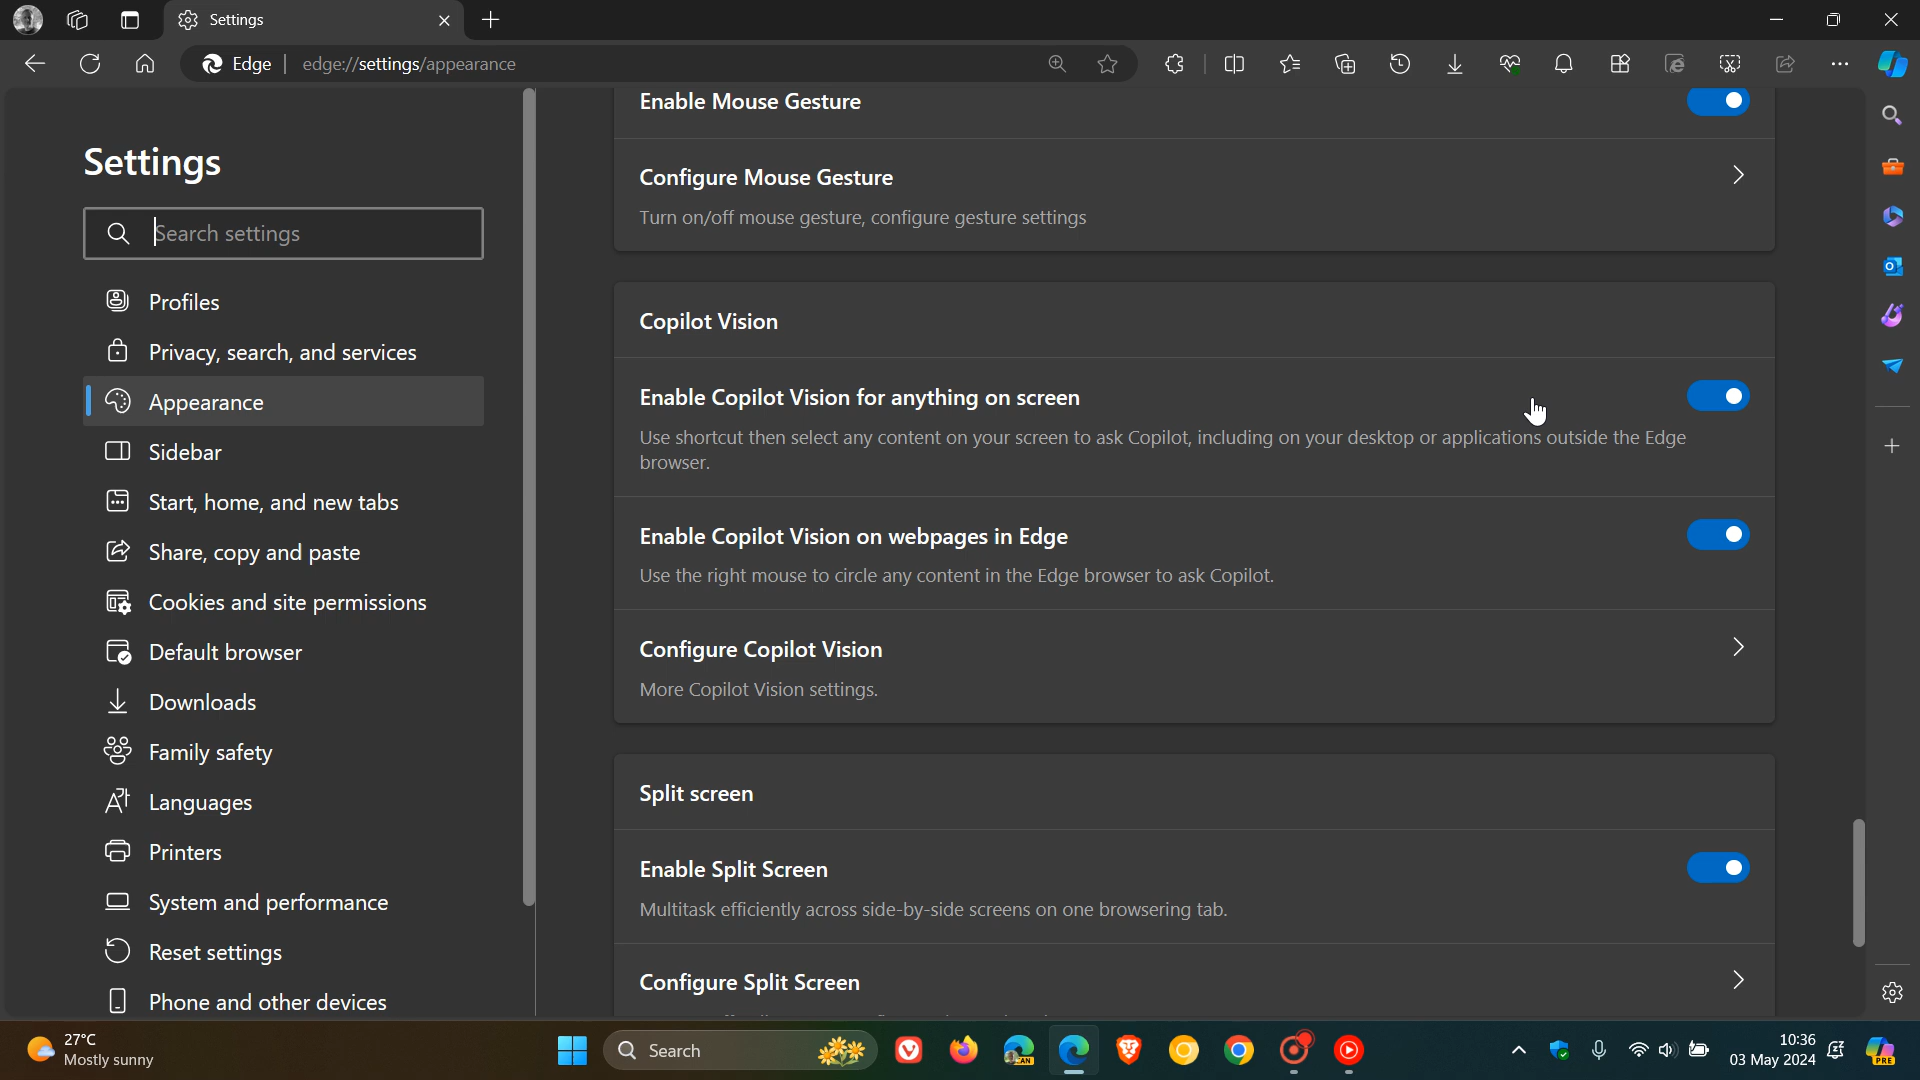 Settings
Edge
edge://settings/appearance
Settings
Search settings
Profiles
Privacy, search, and services
Appearance
Sidebar
Start, home, and new tabs
Share, copy and paste
Cookies and site permissions
Default browser
Downloads
Family safety
Languages
Printers
System and performance
Reset settings
Phone and other devices
Enable Mouse Gesture
Configure Mouse Gesture
Turn on/off mouse gesture, configure gesture settings
Copilot Vision
Enable Copilot Vision for anything on screen
Use shortcut then select any content on your screen to ask Copilot, including on your desktop or applications outside the Edge
browser.
Enable Copilot Vision on webpages in Edge
Use the right mouse to circle any content in the Edge browser to ask Copilot.
Configure Copilot Vision
More Copilot Vision settings.
Split screen
Enable Split Screen
Multitask efficiently across side-by-side screens on one browsering tab.
Configure Split Screen
27°C
Mostly sunny
Search
CAN
10:36
03 May 2024
PRE